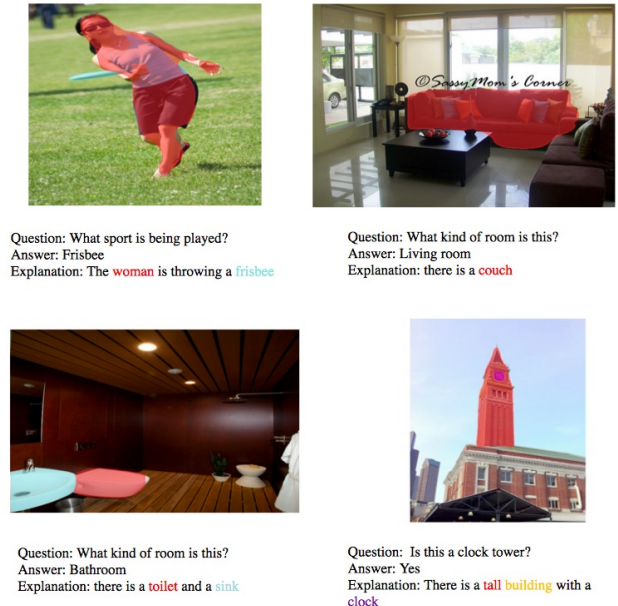 ©SassyMom's Corner
Question: What sport is being played?
Answer: Frisbee
Explanation: The woman is throwing a frisbee
Question: What kind of room is this?
Answer: Living room
Explanation: there is a couch
Question: What kind of room is this?
Answer: Bathroom
Explanation: there is a toilet and a sink
Question: Is this a clock tower?
Answer: Yes
Explanation: There is a tall building with a
clock